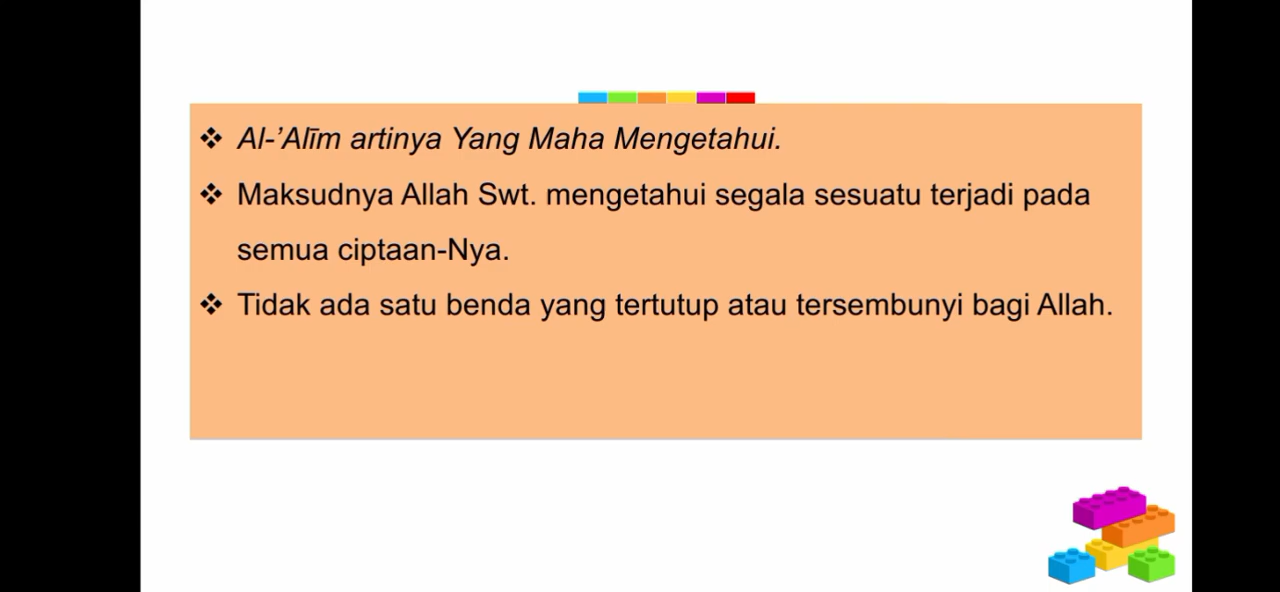 ❖ Al-’Alīm artinya Yang Maha Mengetahui.
❖ Maksudnya Allah Swt. mengetahui segala sesuatu terjadi pada
semua ciptaan-Nya.
❖ Tidak ada satu benda yang tertutup atau tersembunyi bagi Allah.